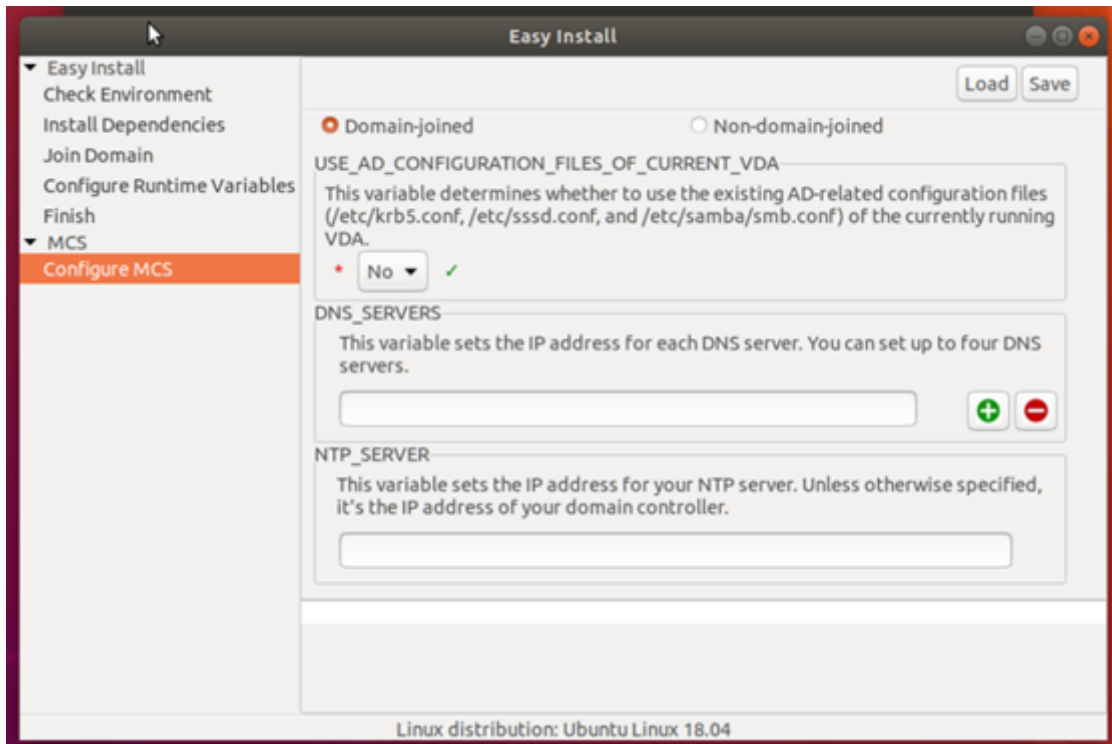 Easy Install
Easy Install
Check Environment
Install Dependencies
Join Domain
Configure Runtime Variables
Finish
MCS
Configure MCS
Load Save
Domain-joined Non-domain-joined
USE_AD_CONFIGURATION_FILES_OF_CURRENT_VDA
This variable determines whether to use the existing AD-related configuration files
(/etc/krb5.conf, /etc/sssd.conf, and /etc/samba/smb.conf) of the currently running
VDA.
* No
DNS_SERVERS
This variable sets the IP address for each DNS server. You can set up to four DNS
servers.
NTP_SERVER
This variable sets the IP address for your NTP server. Unless otherwise specified,
it's the IP address of your domain controller.
Linux distribution: Ubuntu Linux 18.04